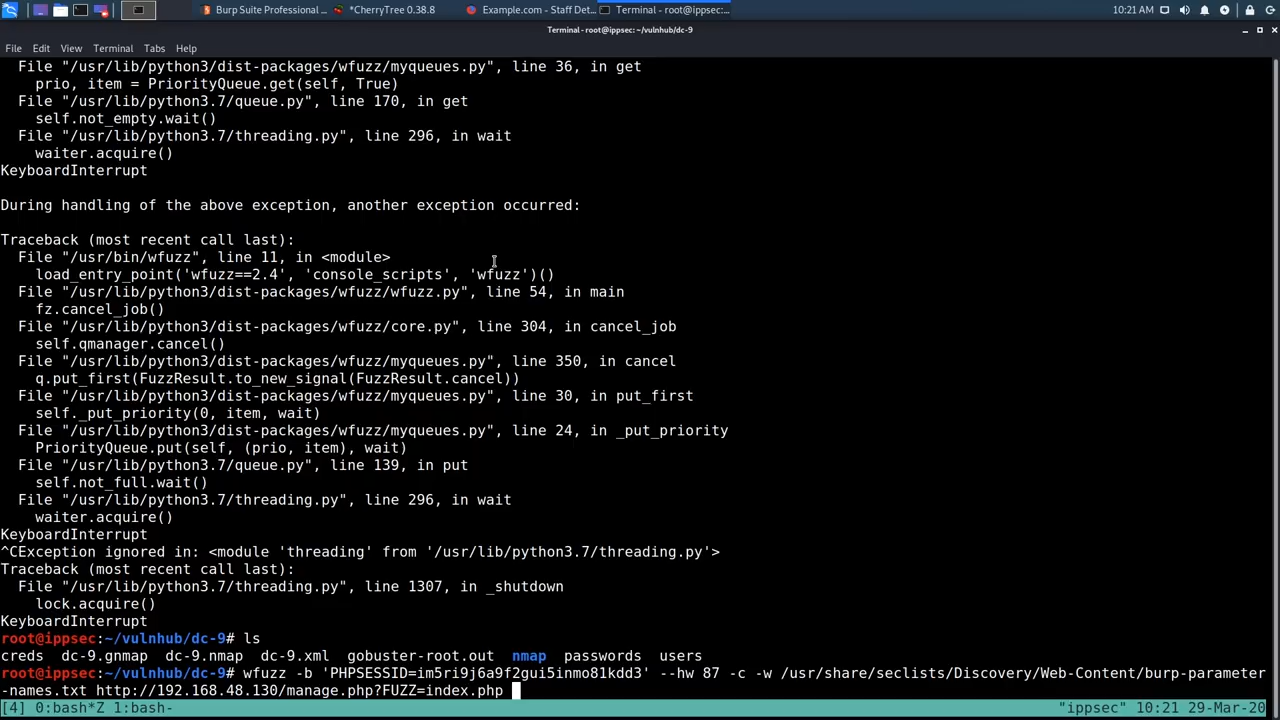 Burp Suite Professional ...
*CherryTree 0.38.8
Example.com - Staff Det...
Terminal - root@ippsec:...
10:21 AM
Terminal - root@ippsec: ~/vulnhub/dc-9
File Edit View Terminal Tabs Help
File "/usr/lib/python3/dist-packages/wfuzz/myqueues.py", line 36, in get
prio, item = PriorityQueue.get(self, True)
File "/usr/lib/python3.7/queue.py", line 170, in get
self.not_empty.wait()
File "/usr/lib/python3.7/threading.py", line 296, in wait
waiter.acquire()
KeyboardInterrupt
During handling of the above exception, another exception occurred:
Traceback (most recent call last):
File "/usr/bin/wfuzz", line 11, in <module>
load_entry_point('wfuzz==2.4', 'console_scripts', 'wfuzz')()
File "/usr/lib/python3/dist-packages/wfuzz/wfuzz.py", line 54, in main
fz.cancel_job()
File "/usr/lib/python3/dist-packages/wfuzz/core.py", line 304, in cancel_job
self.qmanager.cancel()
File "/usr/lib/python3/dist-packages/wfuzz/myqueues.py", line 350, in cancel
q.put_first(FuzzResult.to_new_signal(FuzzResult.cancel))
File "/usr/lib/python3/dist-packages/wfuzz/myqueues.py", line 30, in put_first
self._put_priority(0, item, wait)
File "/usr/lib/python3/dist-packages/wfuzz/myqueues.py", line 24, in _put_priority
PriorityQueue.put(self, (prio, item), wait)
File "/usr/lib/python3.7/queue.py", line 139, in put
self.not_full.wait()
File "/usr/lib/python3.7/threading.py", line 296, in wait
waiter.acquire()
KeyboardInterrupt
^CException ignored in: <module 'threading' from '/usr/lib/python3.7/threading.py'>
Traceback (most recent call last):
File "/usr/lib/python3.7/threading.py", line 1307, in _shutdown
lock.acquire()
KeyboardInterrupt
root@ippsec:~/vulnhub/dc-9# ls
creds dc-9.gnmap dc-9.nmap dc-9.xml gobuster-root.out nmap passwords users
root@ippsec:~/vulnhub/dc-9# wfuzz -b 'PHPSESSID=im5ri9j6a9f2gui5inmo81kdd3' --hw 87 -c -w /usr/share/seclists/Discovery/Web-Content/burp-parameter
-names.txt http://192.168.48.130/manage.php?FUZZ=index.php
[4] 0:bash*Z 1:bash- "ippsec" 10:21 29-Mar-20